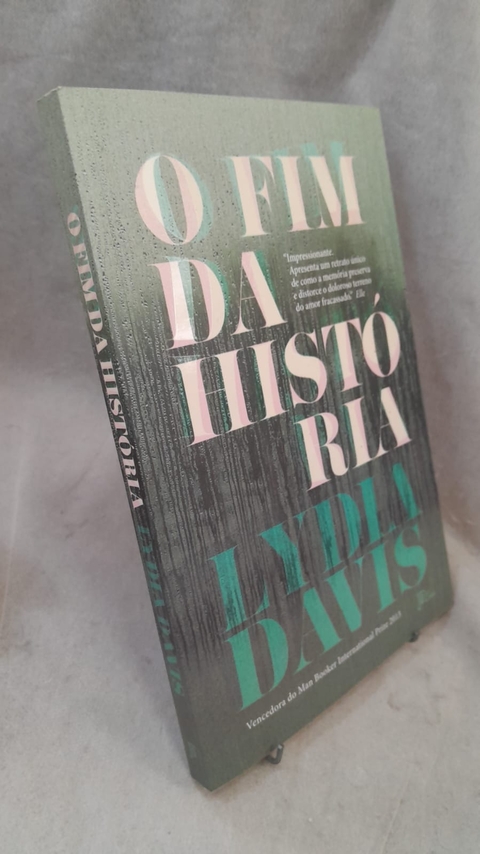 O FIM
DA
HISTÓ
RIA
"Impressionante.
Apresenta um retrato único
de como a memória preserva
e distorce o doloroso terreno
do amor fracassado." Elle
LYDIA
DAVIS
Vencedora do Man Booker International Prize 2013
O FIM DA HISTÓRIA LYDIA DAVIS